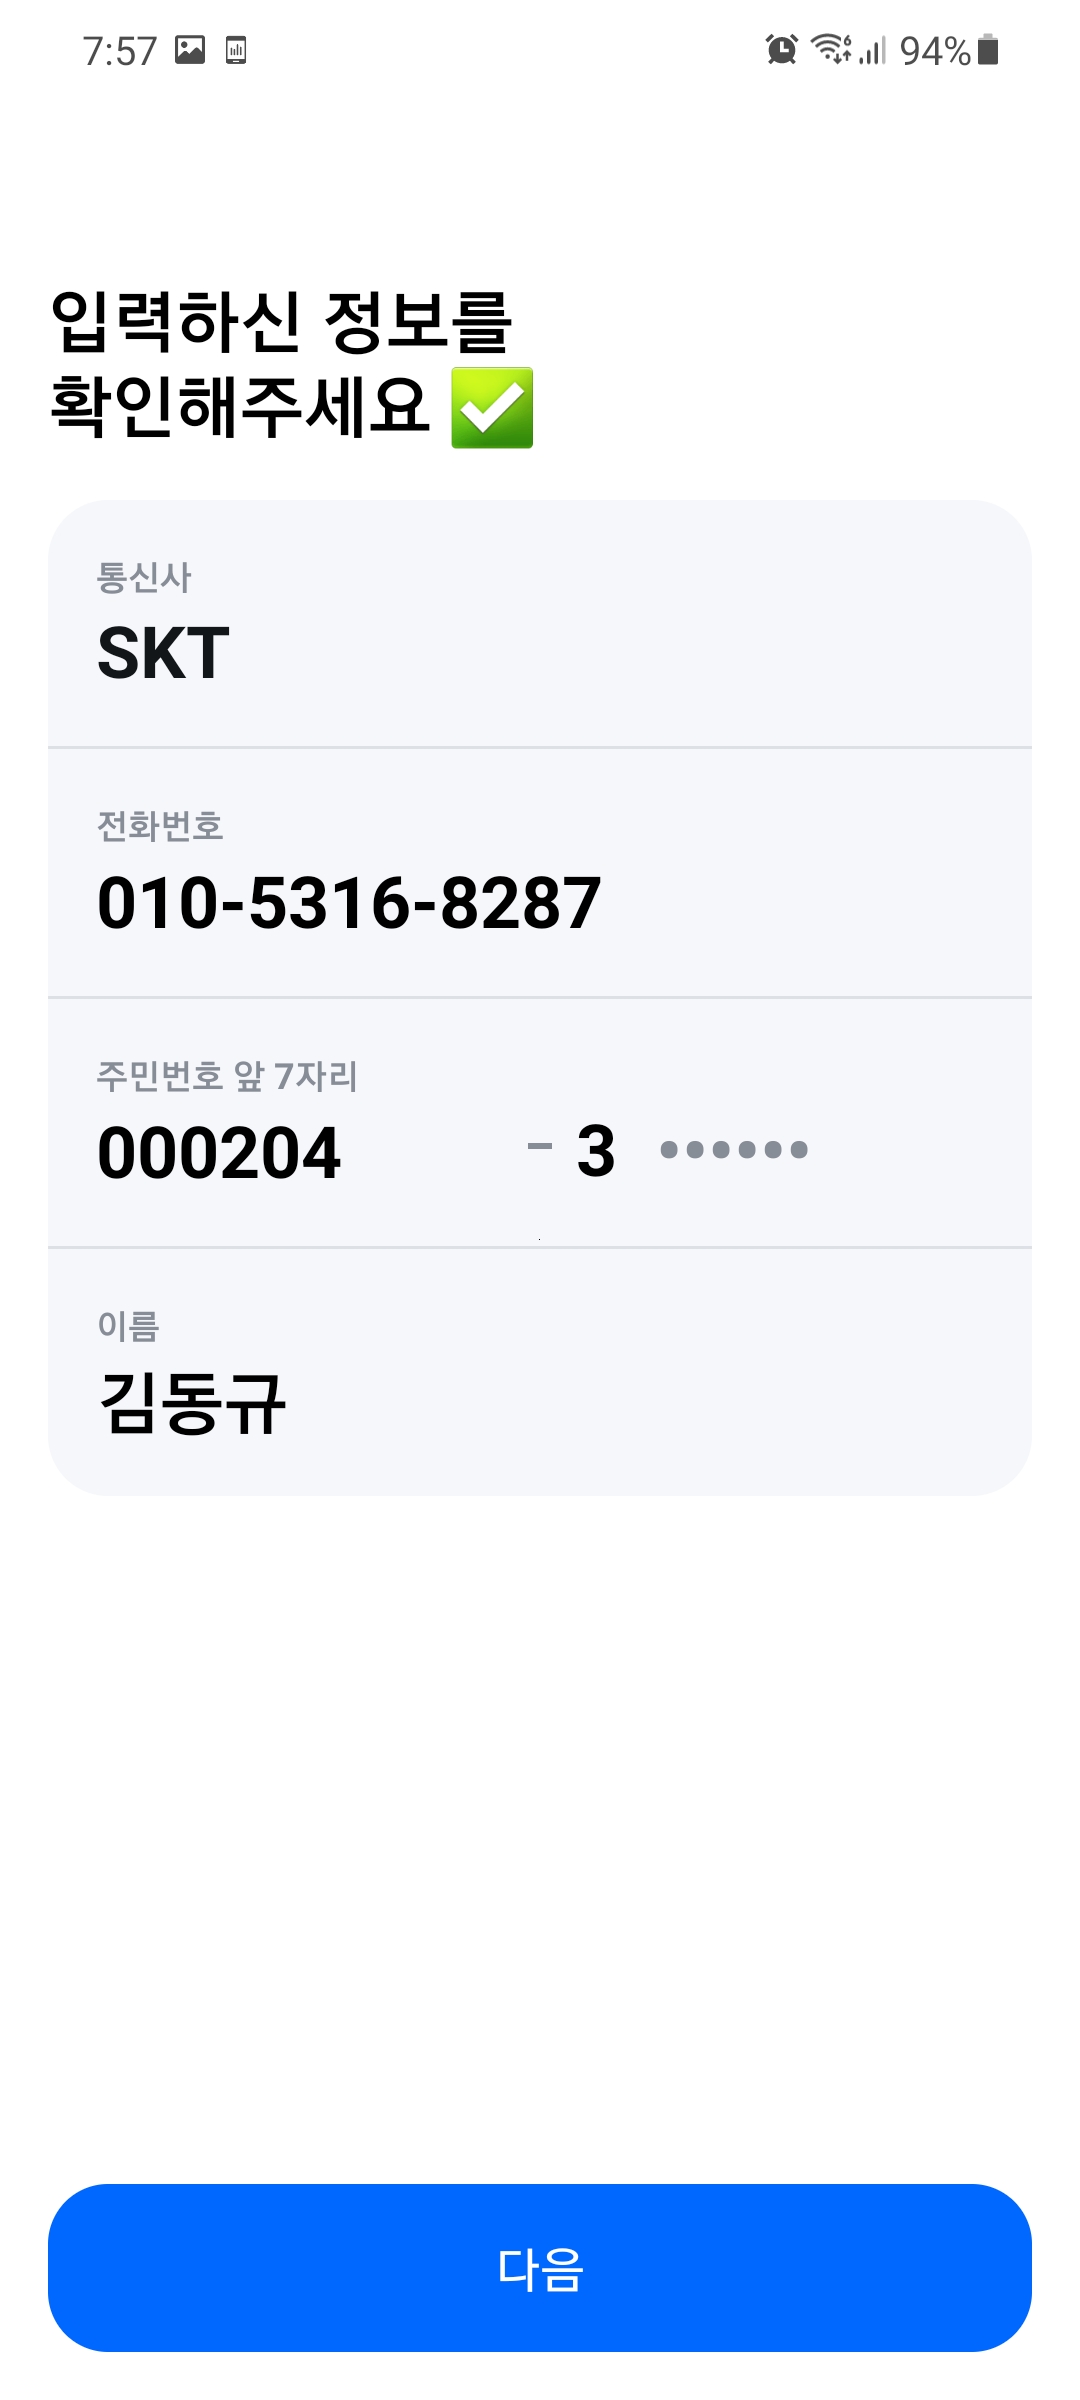 7:57 94%
입력하신 정보를
확인해주세요 ✅
통신사
SKT
전화번호
010-5316-8287
주민번호 앞 7자리
000204 - 3 ••••••
이름
김동규
다음